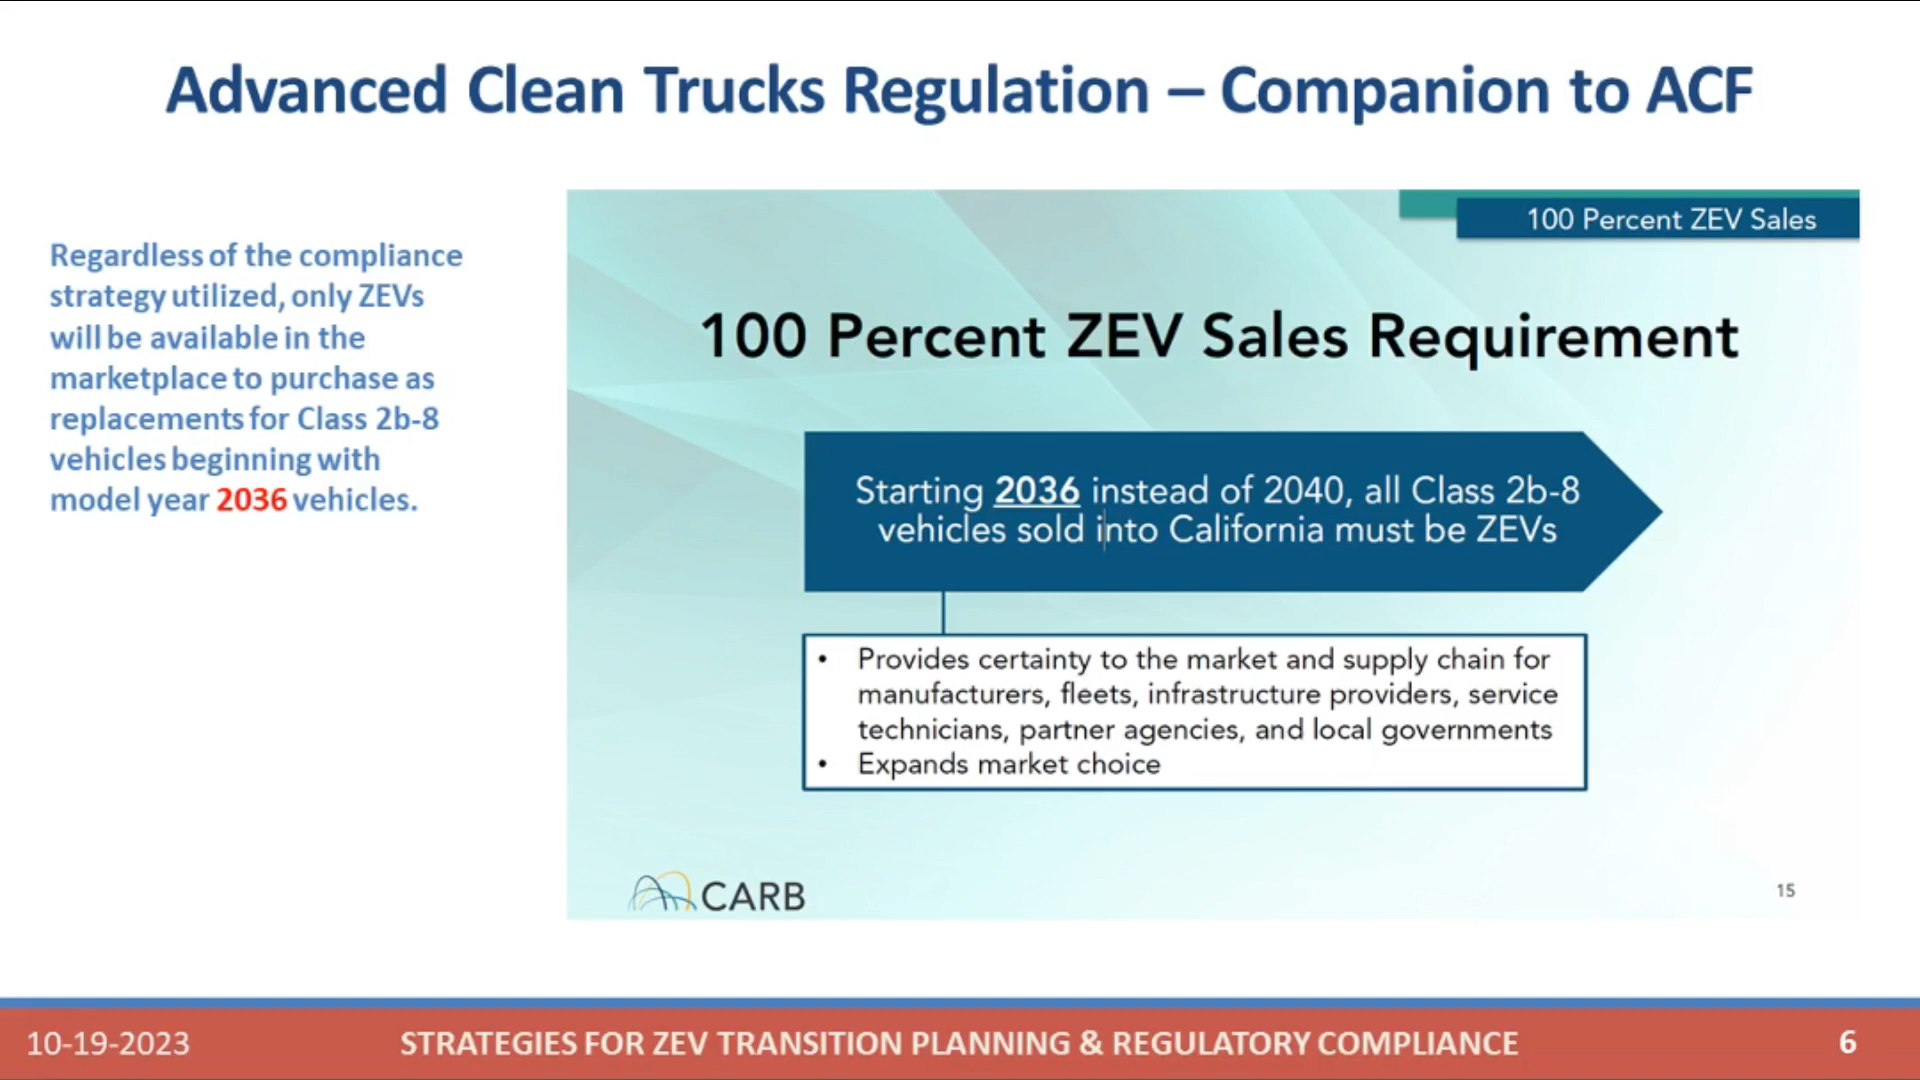 Advanced Clean Trucks Regulation – Companion to ACF
Regardless of the compliance
strategy utilized, only ZEVs
will be available in the
marketplace to purchase as
replacements for Class 2b-8
vehicles beginning with
model year 2036 vehicles.
100 Percent ZEV Sales
100 Percent ZEV Sales Requirement
Starting 2036 instead of 2040, all Class 2b-8
vehicles sold into California must be ZEVs
• Provides certainty to the market and supply chain for
manufacturers, fleets, infrastructure providers, service
technicians, partner agencies, and local governments
• Expands market choice
CARB
15
10-19-2023
STRATEGIES FOR ZEV TRANSITION PLANNING & REGULATORY COMPLIANCE
6